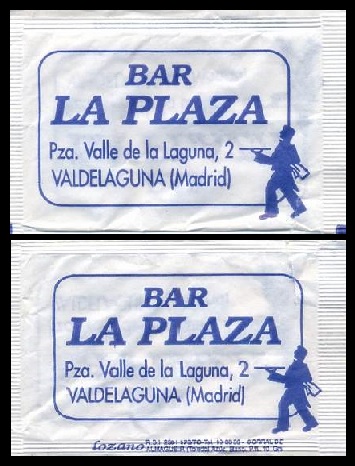 BAR
LA PLAZA
Pza. Valle de la Laguna, 2
VALDELAGUNA (Madrid)
BAR
LA PLAZA
Pza. Valle de la Laguna, 2
VALDELAGUNA (Madrid)
Lozano